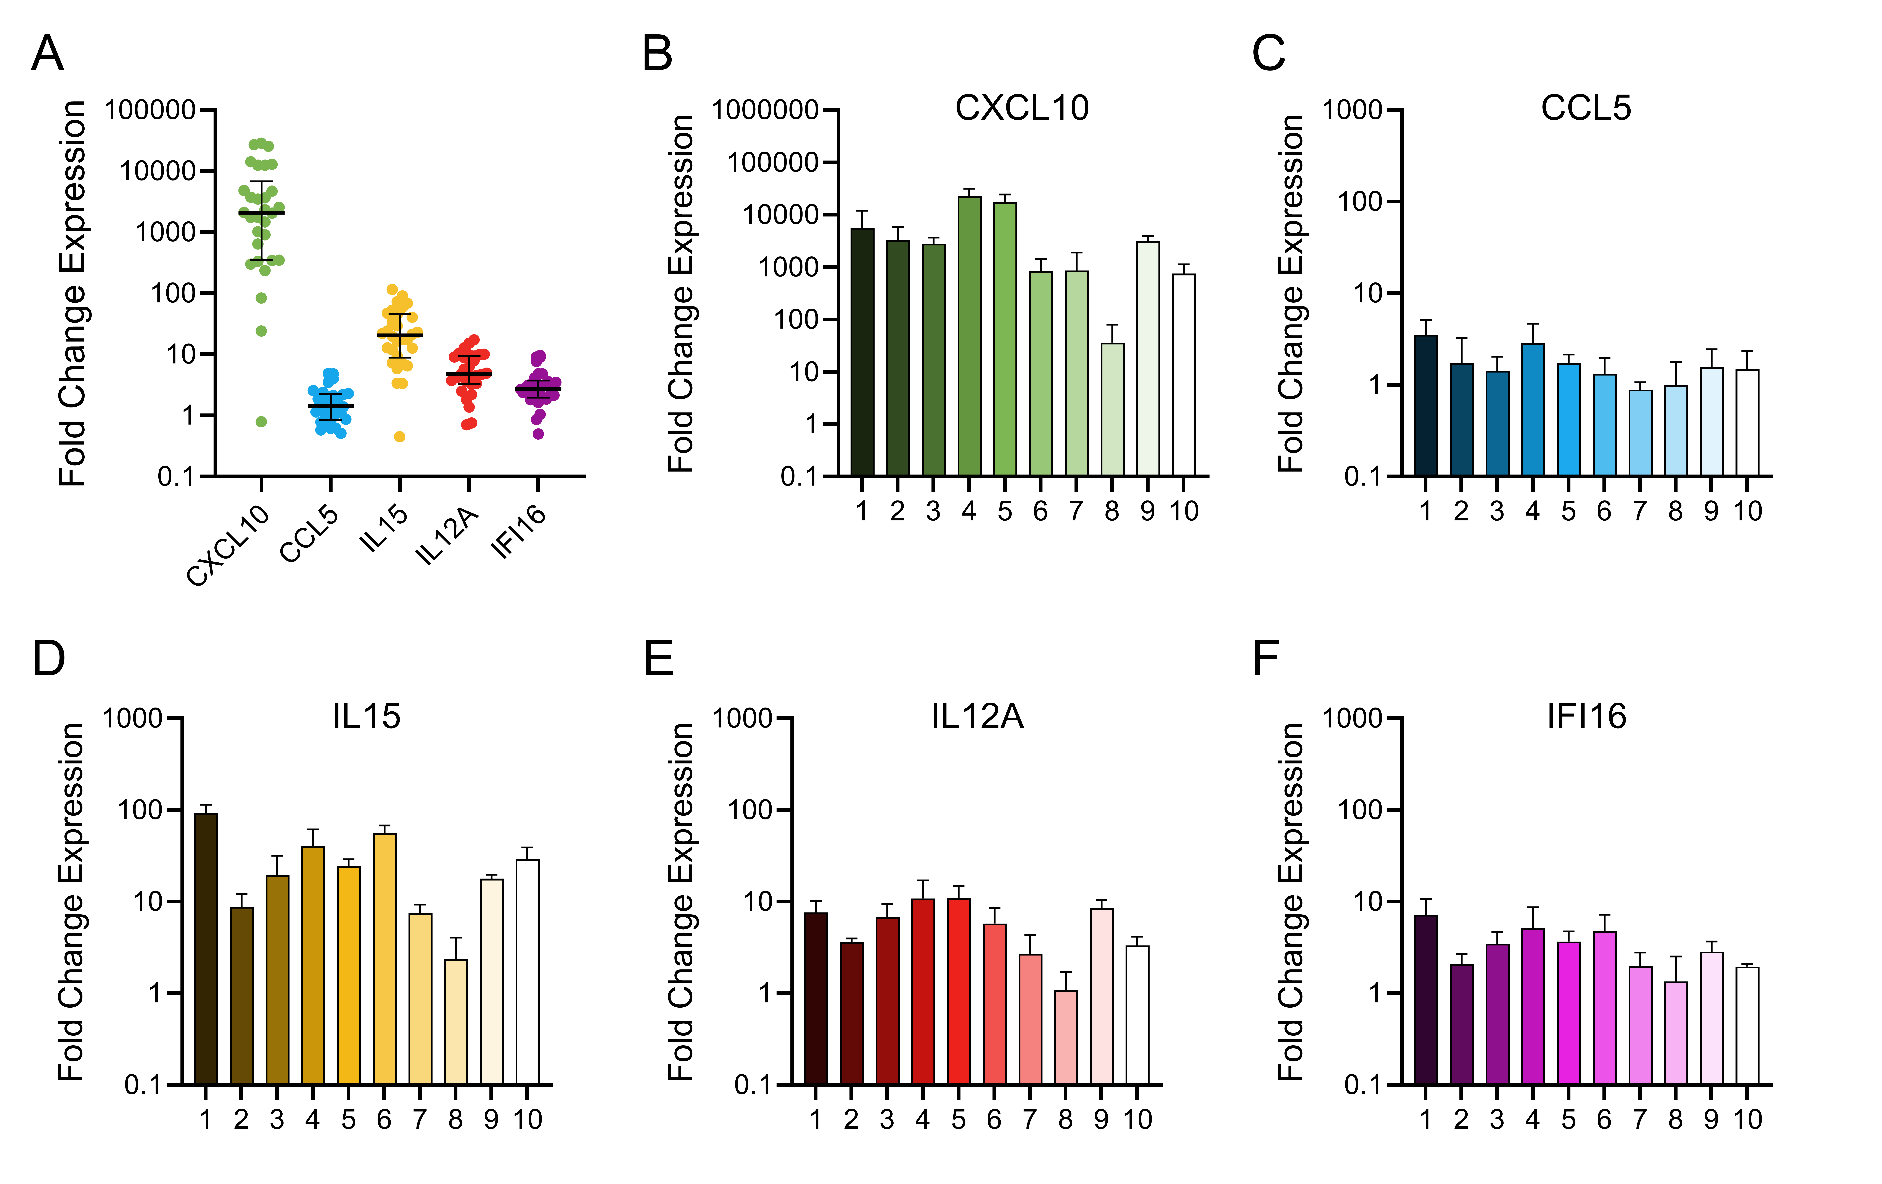 A
Fold Change Expression
100000
10000
1000
100
10
1
0.1
CXCL10
CCL5
IL15
IL12A
IFI16
B
CXCL10
Fold Change Expression
1000000
100000
10000
1000
100
10
1
0.1
1 2 3 4 5 6 7 8 9 10
C
CCL5
Fold Change Expression
1000
100
10
1
0.1
1 2 3 4 5 6 7 8 9 10
D
IL15
Fold Change Expression
1000
100
10
1
0.1
1 2 3 4 5 6 7 8 9 10
E
IL12A
Fold Change Expression
1000
100
10
1
0.1
1 2 3 4 5 6 7 8 9 10
F
IFI16
Fold Change Expression
1000
100
10
1
0.1
1 2 3 4 5 6 7 8 9 10